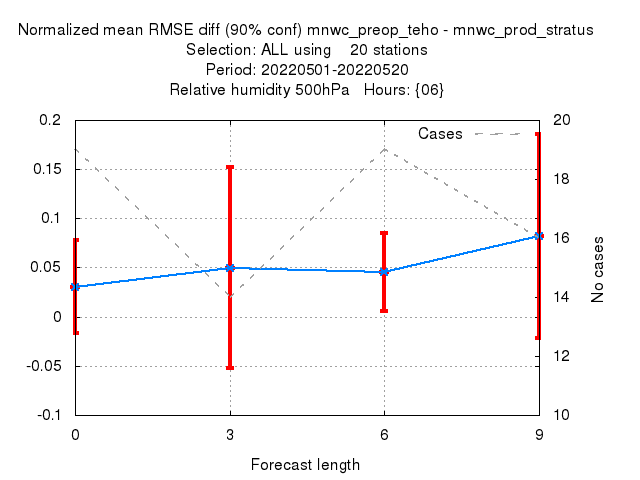 Normalized mean RMSE diff (90% conf) mnwc_preop_teho - mnwc_prod_stratus
Selection: ALL using    20 stations
Period: 20220501-20220520
Relative humidity 500hPa   Hours: {06}
Cases
0.2
0.15
0.1
0.05
0
-0.05
-0.1
20
18
16
14
12
10
No cases
0 3 6 9
Forecast length